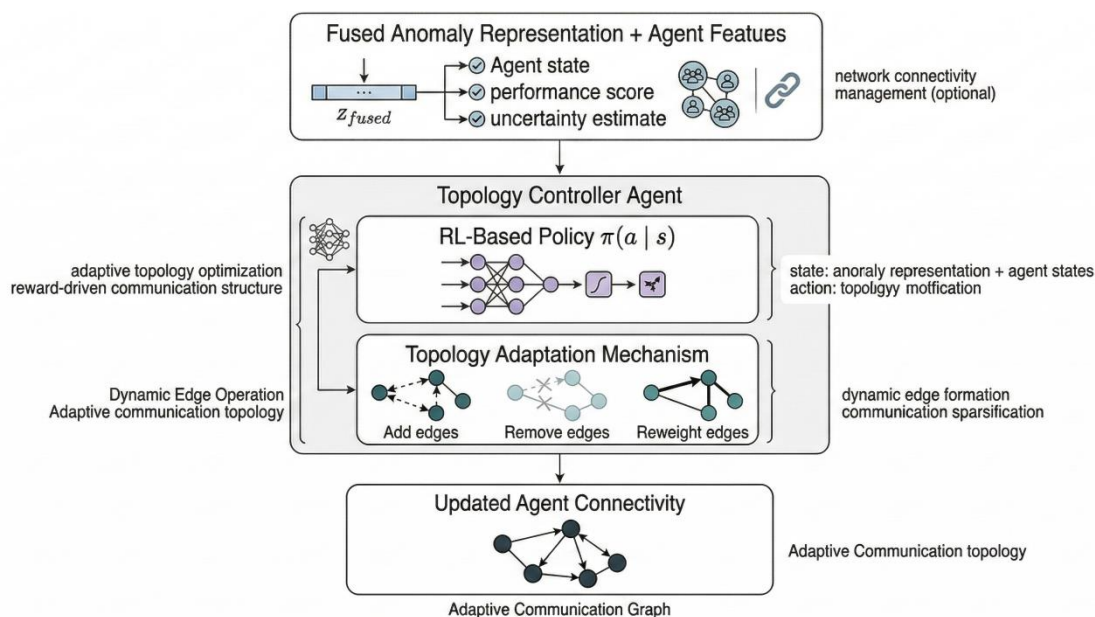 Fused Anomaly Representation + Agent Features
...
z_fused
Agent state
performance score
uncertainty estimate
network connectivity
management (optional)
Topology Controller Agent
RL-Based Policy π(a | s)
adaptive topology optimization
reward-driven communication structure
state: anoraly representation + agent states
action: topoligyy motfication
Topology Adaptation Mechanism
Dynamic Edge Operation
Adaptive communication topology
Add edges
Remove edges
Reweight edges
dynamic edge formation
communication sparsification
Updated Agent Connectivity
Adaptive Communication topology
Adaptive Communication Graph